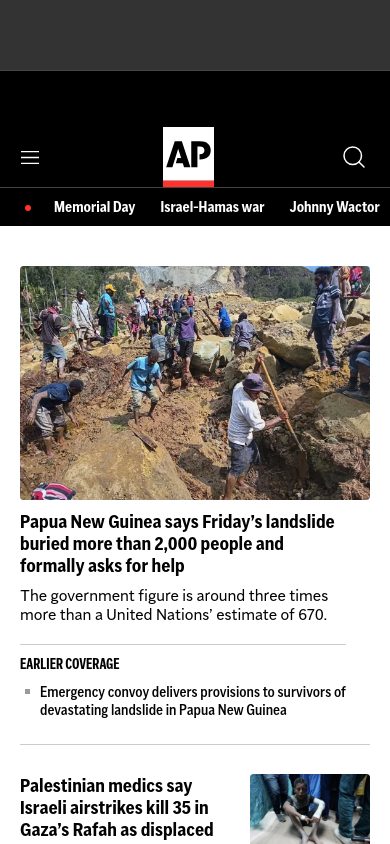 AP
Memorial Day Israel-Hamas war Johnny Wactor
Papua New Guinea says Friday’s landslide
buried more than 2,000 people and
formally asks for help
The government figure is around three times
more than a United Nations’ estimate of 670.
EARLIER COVERAGE
Emergency convoy delivers provisions to survivors of
devastating landslide in Papua New Guinea
Palestinian medics say
Israeli airstrikes kill 35 in
Gaza’s Rafah as displaced